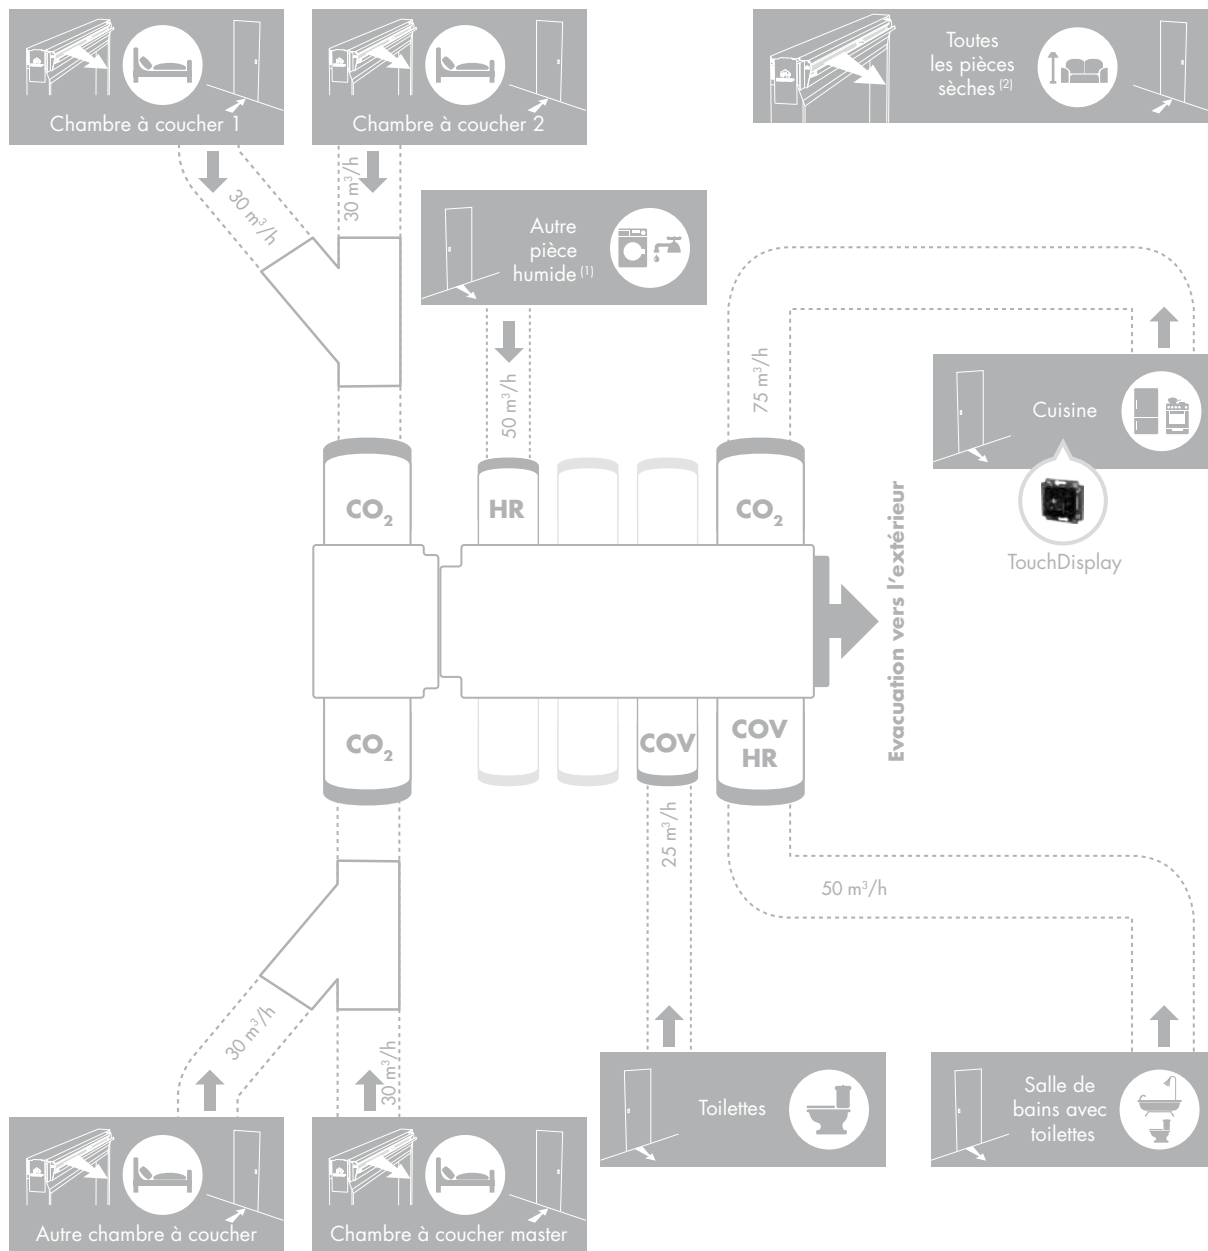 Chambre à coucher 1
Chambre à coucher 2
Toutes
les pièces
sèches (2)
30 m³/h
30 m³/h
Autre
pièce
humide (1)
50 m³/h
75 m³/h
Cuisine
TouchDisplay
CO₂
HR
CO₂
Evacuation vers l'extérieur
CO₂
COV
COV
HR
25 m³/h
50 m³/h
30 m³/h
30 m³/h
Toilettes
Salle de
bains avec
toilettes
Autre chambre à coucher
Chambre à coucher master